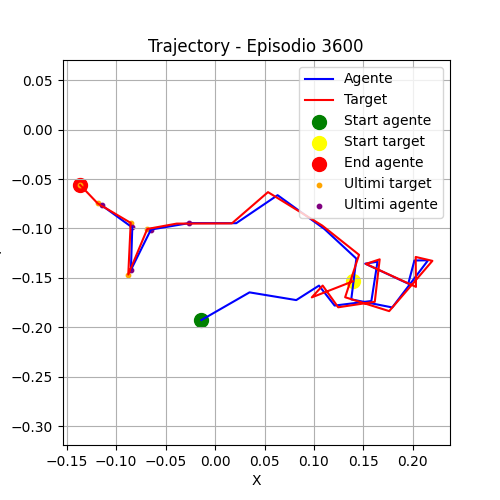 Trajectory - Episodio 3600
Agente
Target
Start agente
Start target
End agente
Ultimi target
Ultimi agente
0.05
0.00
−0.05
−0.10
−0.15
−0.20
−0.25
−0.30
−0.15 −0.10 −0.05 0.00 0.05 0.10 0.15 0.20
X